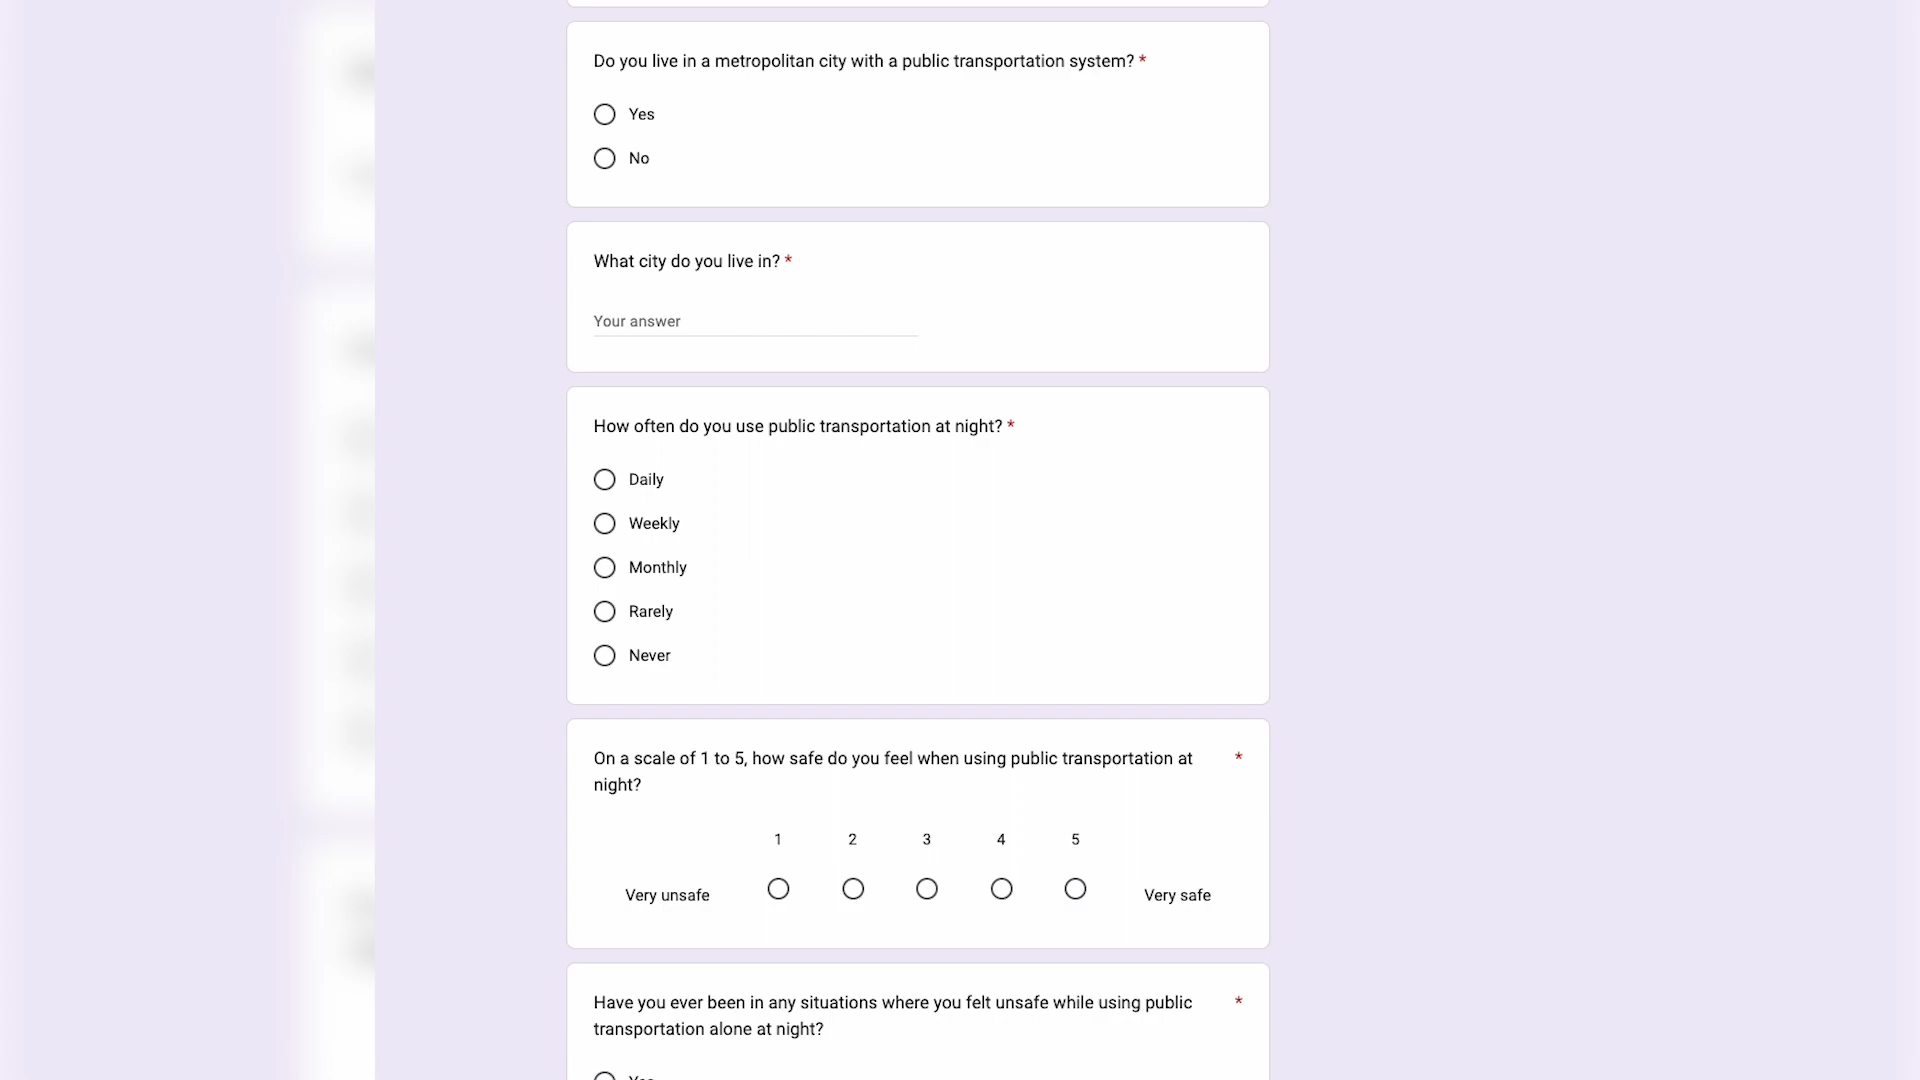 Do you live in a metropolitan city with a public transportation system? *
Yes
No
What city do you live in? *
Your answer
How often do you use public transportation at night? *
Daily
Weekly
Monthly
Rarely
Never
On a scale of 1 to 5, how safe do you feel when using public transportation at *
night?
1 2 3 4 5
Very unsafe Very safe
Have you ever been in any situations where you felt unsafe while using public *
transportation alone at night?